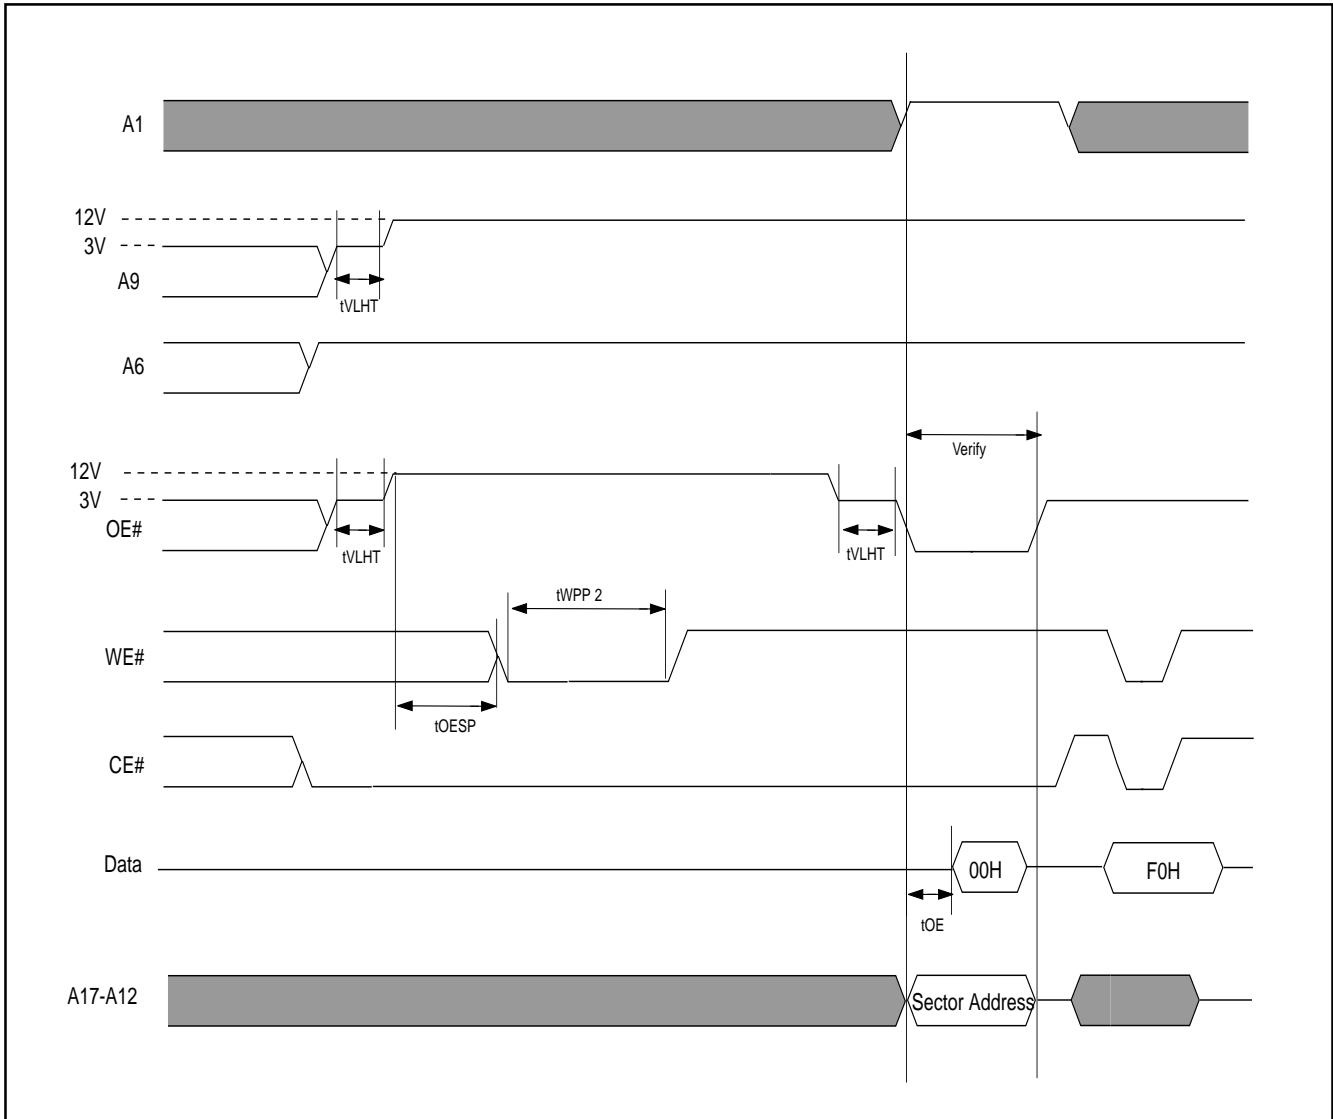 A1
12V
3V
A9
tVLHT
A6
Verify
12V
3V
OE#
tVLHT
tVLHT
tWPP 2
WE#
tOESP
CE#
Data
00H
F0H
tOE
A17-A12
Sector Address